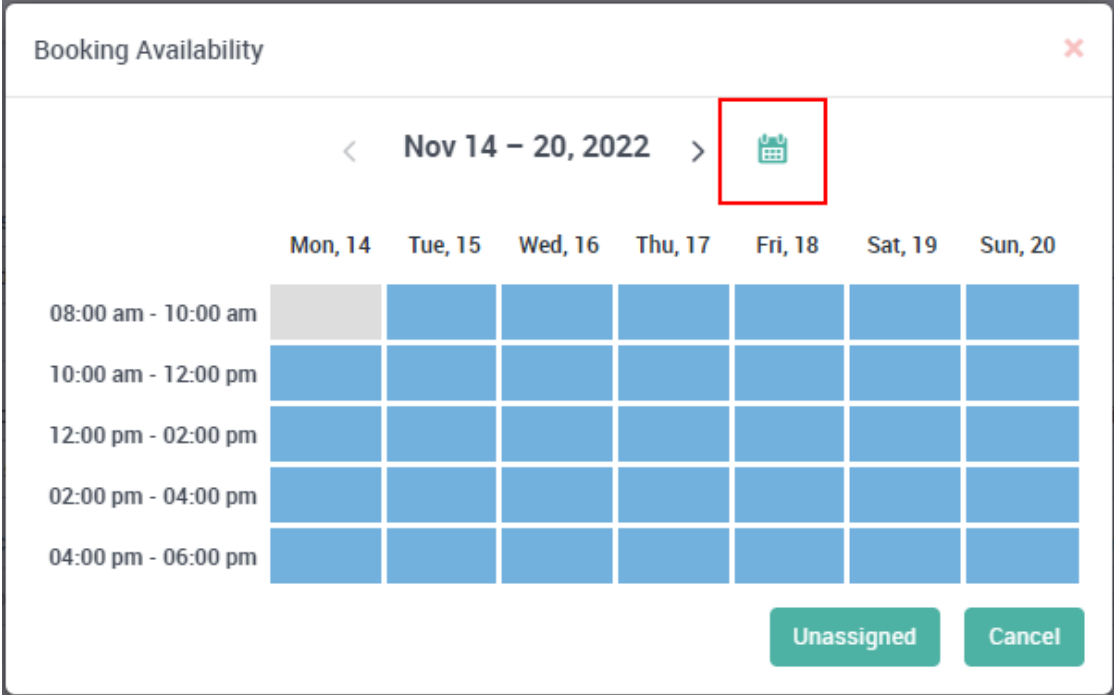 Booking Availability
Nov 14 – 20, 2022
Mon, 14 Tue, 15 Wed, 16 Thu, 17 Fri, 18 Sat, 19 Sun, 20
08:00 am - 10:00 am
10:00 am - 12:00 pm
12:00 pm - 02:00 pm
02:00 pm - 04:00 pm
04:00 pm - 06:00 pm
Unassigned Cancel